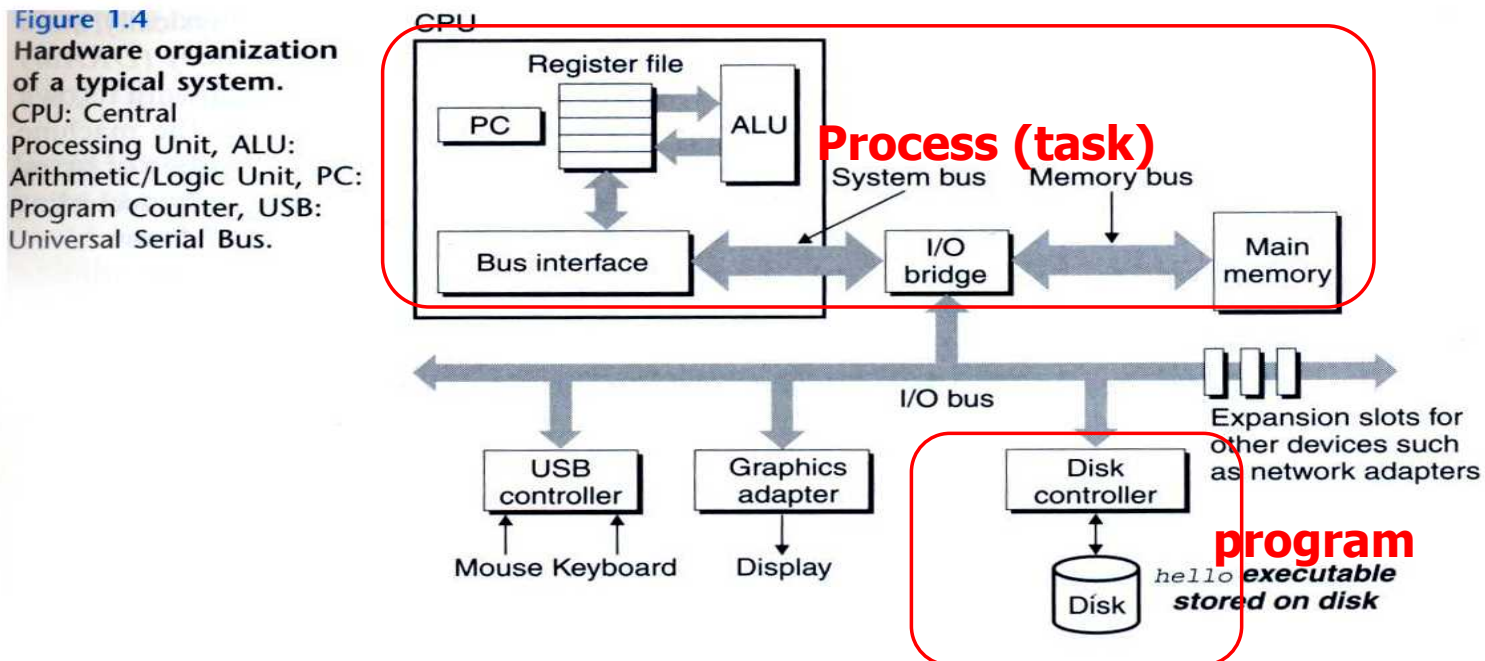 Figure 1.4
Hardware organization
of a typical system.
CPU: Central
Processing Unit, ALU:
Arithmetic/Logic Unit, PC:
Program Counter, USB:
Universal Serial Bus.
CPU
Register file
PC
ALU
Process (task)
System bus
Memory bus
Bus interface
I/O
bridge
Main
memory
I/O bus
Expansion slots for
other devices such
as network adapters
USB
controller
Graphics
adapter
Disk
controller
Mouse Keyboard
Display
Disk
program
hello executable
stored on disk